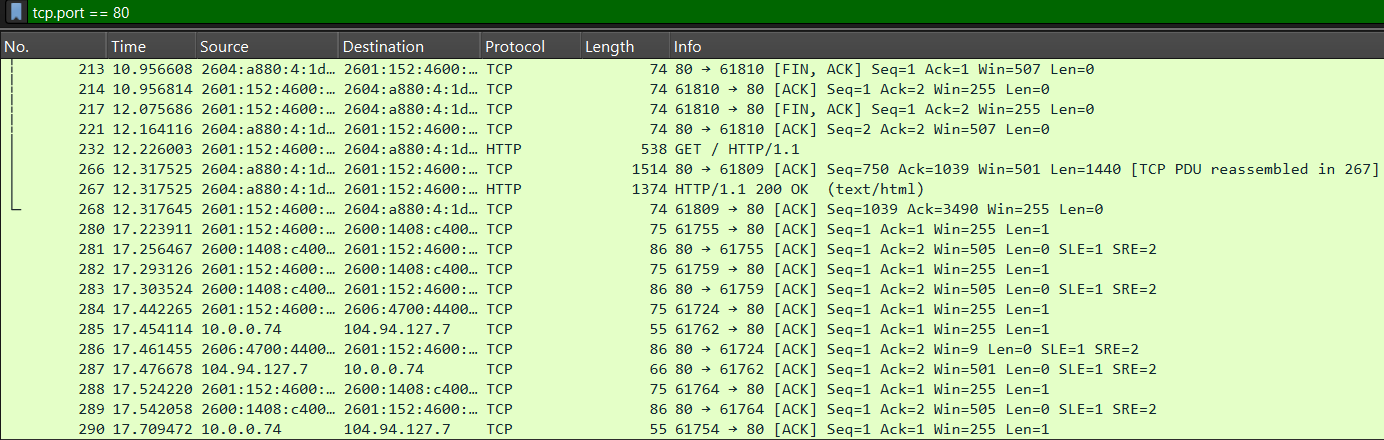 tcp.port == 80
No. Time Source Destination Protocol Length Info
213 10.956608 2604:a880:4:1d… 2601:152:4600:… TCP 74 80 → 61810 [FIN, ACK] Seq=1 Ack=1 Win=507 Len=0
214 10.956814 2601:152:4600:… 2604:a880:4:1d… TCP 74 61810 → 80 [ACK] Seq=1 Ack=2 Win=255 Len=0
217 12.075686 2601:152:4600:… 2604:a880:4:1d… TCP 74 61810 → 80 [FIN, ACK] Seq=1 Ack=2 Win=255 Len=0
221 12.164116 2604:a880:4:1d… 2601:152:4600:… TCP 74 80 → 61810 [ACK] Seq=2 Ack=2 Win=507 Len=0
232 12.226003 2601:152:4600:… 2604:a880:4:1d… HTTP 538 GET / HTTP/1.1
266 12.317525 2604:a880:4:1d… 2601:152:4600:… TCP 1514 80 → 61809 [ACK] Seq=750 Ack=1039 Win=501 Len=1440 [TCP PDU reassembled in 267]
267 12.317525 2604:a880:4:1d… 2601:152:4600:… HTTP 1374 HTTP/1.1 200 OK (text/html)
268 12.317645 2601:152:4600:… 2604:a880:4:1d… TCP 74 61809 → 80 [ACK] Seq=1039 Ack=3490 Win=255 Len=0
280 17.223911 2601:152:4600:… 2600:1408:c400… TCP 75 61755 → 80 [ACK] Seq=1 Ack=1 Win=255 Len=1
281 17.256467 2600:1408:c400… 2601:152:4600:… TCP 86 80 → 61755 [ACK] Seq=1 Ack=2 Win=505 Len=0 SLE=1 SRE=2
282 17.293126 2601:152:4600:… 2600:1408:c400… TCP 75 61759 → 80 [ACK] Seq=1 Ack=1 Win=255 Len=1
283 17.303524 2600:1408:c400… 2601:152:4600:… TCP 86 80 → 61759 [ACK] Seq=1 Ack=2 Win=505 Len=0 SLE=1 SRE=2
284 17.442265 2601:152:4600:… 2606:4700:4400… TCP 75 61724 → 80 [ACK] Seq=1 Ack=1 Win=255 Len=1
285 17.454114 10.0.0.74 104.94.127.7 TCP 55 61762 → 80 [ACK] Seq=1 Ack=1 Win=255 Len=1
286 17.461455 2606:4700:4400… 2601:152:4600:… TCP 86 80 → 61724 [ACK] Seq=1 Ack=2 Win=9 Len=0 SLE=1 SRE=2
287 17.476678 104.94.127.7 10.0.0.74 TCP 66 80 → 61762 [ACK] Seq=1 Ack=2 Win=501 Len=0 SLE=1 SRE=2
288 17.524220 2601:152:4600:… 2600:1408:c400… TCP 75 61764 → 80 [ACK] Seq=1 Ack=1 Win=255 Len=1
289 17.542058 2600:1408:c400… 2601:152:4600:… TCP 86 80 → 61764 [ACK] Seq=1 Ack=2 Win=505 Len=0 SLE=1 SRE=2
290 17.709472 10.0.0.74 104.94.127.7 TCP 55 61754 → 80 [ACK] Seq=1 Ack=1 Win=255 Len=1